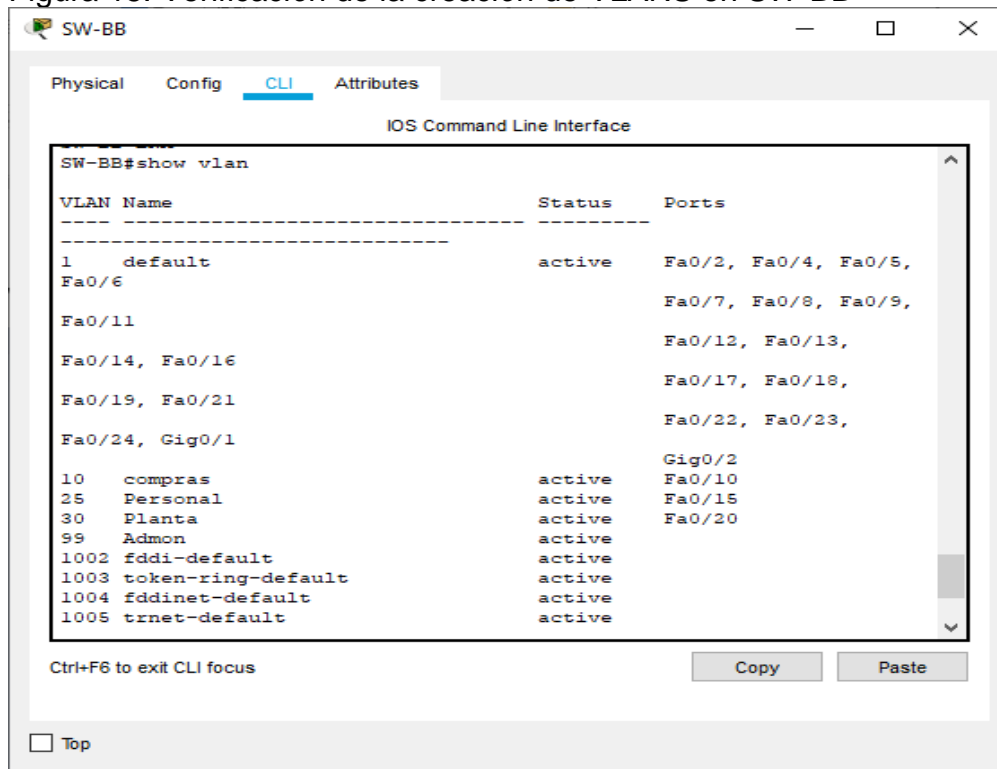 SW-BB
Physical Config CLI Attributes
IOS Command Line Interface
SW-BB#show vlan
VLAN Name Status Ports
---- -------------------------------- ---------
-------------------------------
1 default active Fa0/2, Fa0/4, Fa0/5,
Fa0/6
Fa0/7, Fa0/8, Fa0/9,
Fa0/11
Fa0/12, Fa0/13,
Fa0/14, Fa0/16
Fa0/17, Fa0/18,
Fa0/19, Fa0/21
Fa0/22, Fa0/23,
Fa0/24, Gig0/1
Gig0/2
10 compras active Fa0/10
25 Personal active Fa0/15
30 Planta active Fa0/20
99 Admon active
1002 fddi-default active
1003 token-ring-default active
1004 fddinet-default active
1005 trnet-default active
Ctrl+F6 to exit CLI focus
Copy Paste
Top